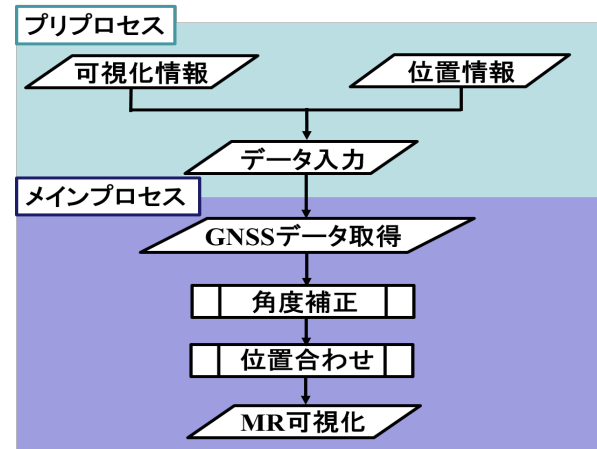 プリプロセス
可視化情報
位置情報
データ入力
メインプロセス
GNSSデータ取得
角度補正
位置合わせ
MR可視化